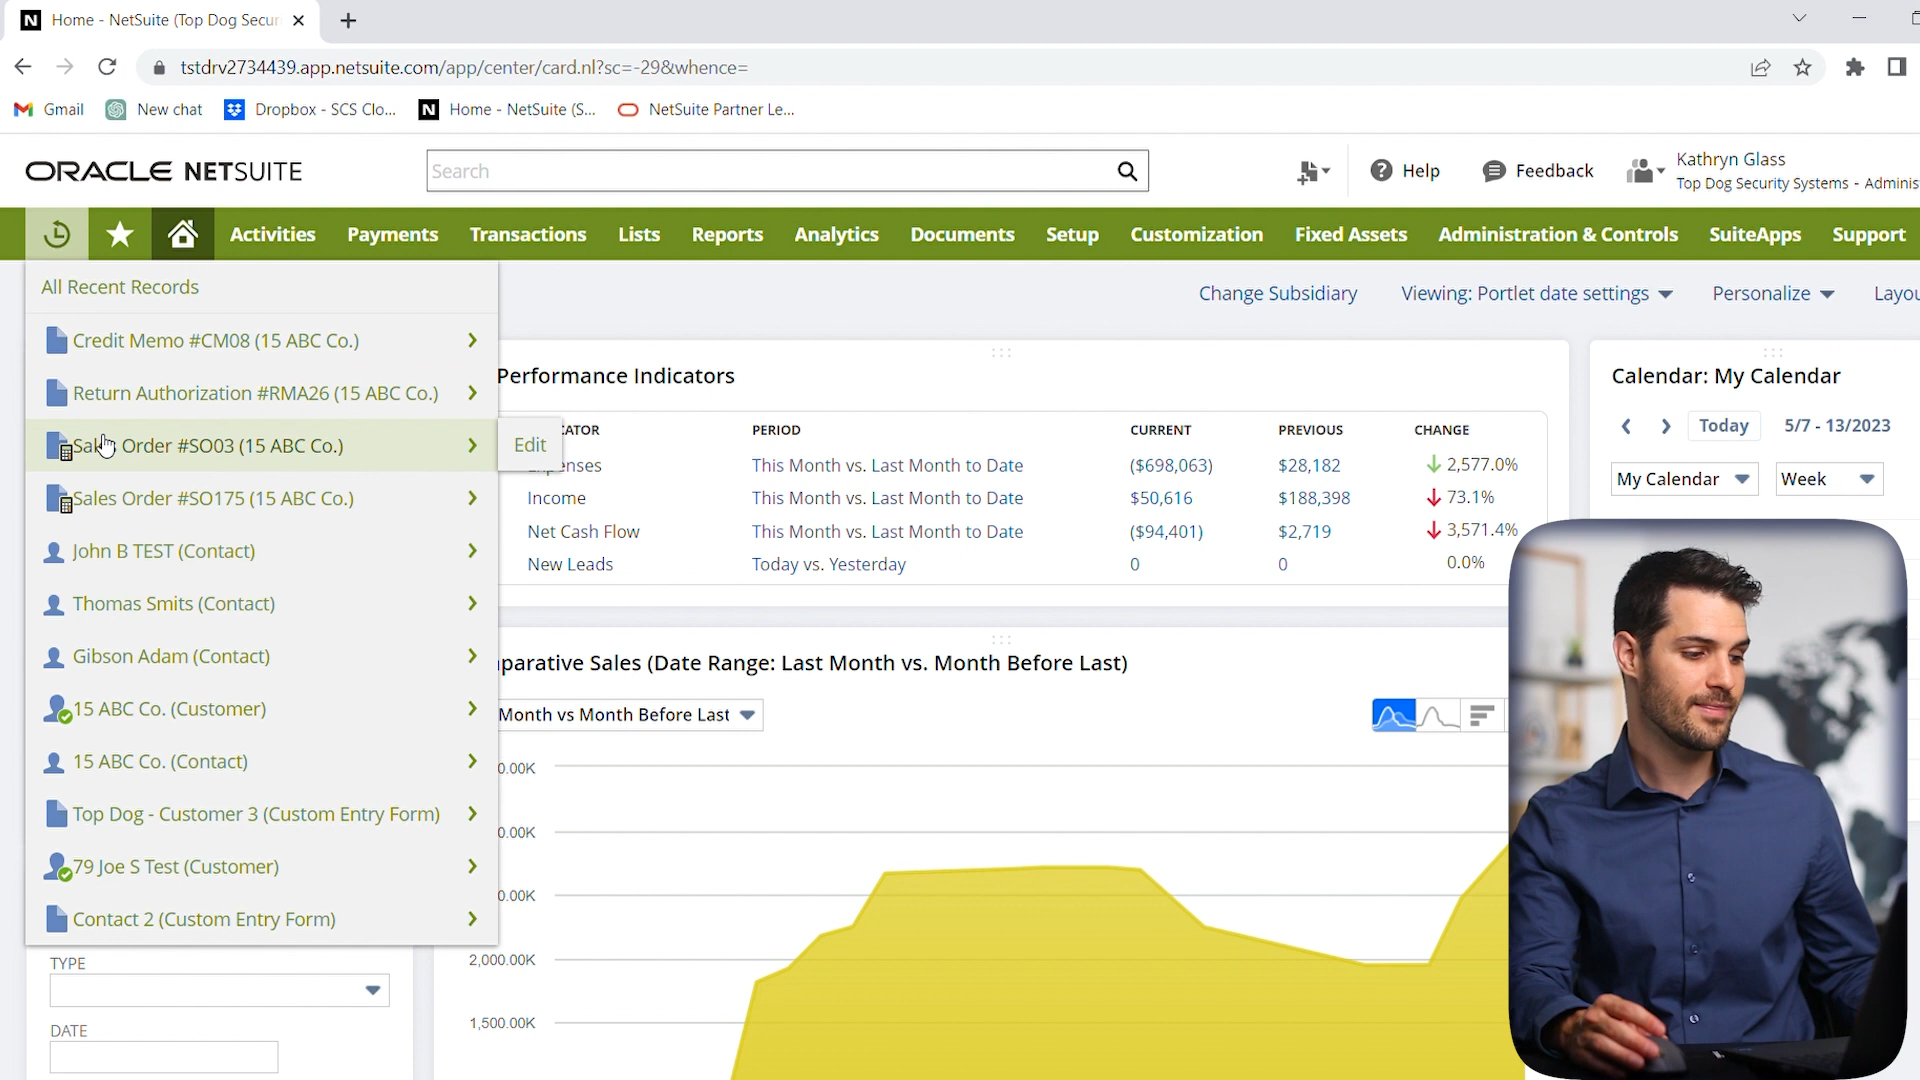 Home - NetSuite (Top Dog Secur
tstdrv2734439.app.netsuite.com/app/center/card.nl?sc=-29&whence=
Gmail
New chat
Dropbox - SCS Clo...
N
Home - NetSuite (S...
NetSuite Partner Le...
ORACLE NETSUITE
Search
Help
Feedback
Kathryn Glass
Top Dog Security Systems - Adminis
Activities
Payments
Transactions
Lists
Reports
Analytics
Documents
Setup
Customization
Fixed Assets
Administration & Controls
SuiteApps
Support
All Recent Records
Change Subsidiary
Viewing: Portlet date settings
Personalize
Layou
Credit Memo #CM08 (15 ABC Co.)
Return Authorization #RMA26 (15 ABC Co.)
Sales Order #SO03 (15 ABC Co.)
Edit
Sales Order #SO175 (15 ABC Co.)
John B TEST (Contact)
Thomas Smits (Contact)
Gibson Adam (Contact)
15 ABC Co. (Customer)
15 ABC Co. (Contact)
Top Dog - Customer 3 (Custom Entry Form)
79 Joe S Test (Customer)
Contact 2 (Custom Entry Form)
TYPE
DATE
Performance Indicators
CATOR PERIOD CURRENT PREVIOUS CHANGE
Expenses This Month vs. Last Month to Date ($698,063) $28,182 2,577.0%
Income This Month vs. Last Month to Date $50,616 $188,398 73.1%
Net Cash Flow This Month vs. Last Month to Date ($94,401) $2,719 3,571.4%
New Leads Today vs. Yesterday 0 0 0.0%
parative Sales (Date Range: Last Month vs. Month Before Last)
Month vs Month Before Last
0.00K
0.00K
0.00K
2,000.00K
1,500.00K
Calendar: My Calendar
Today
5/7 - 13/2023
My Calendar
Week